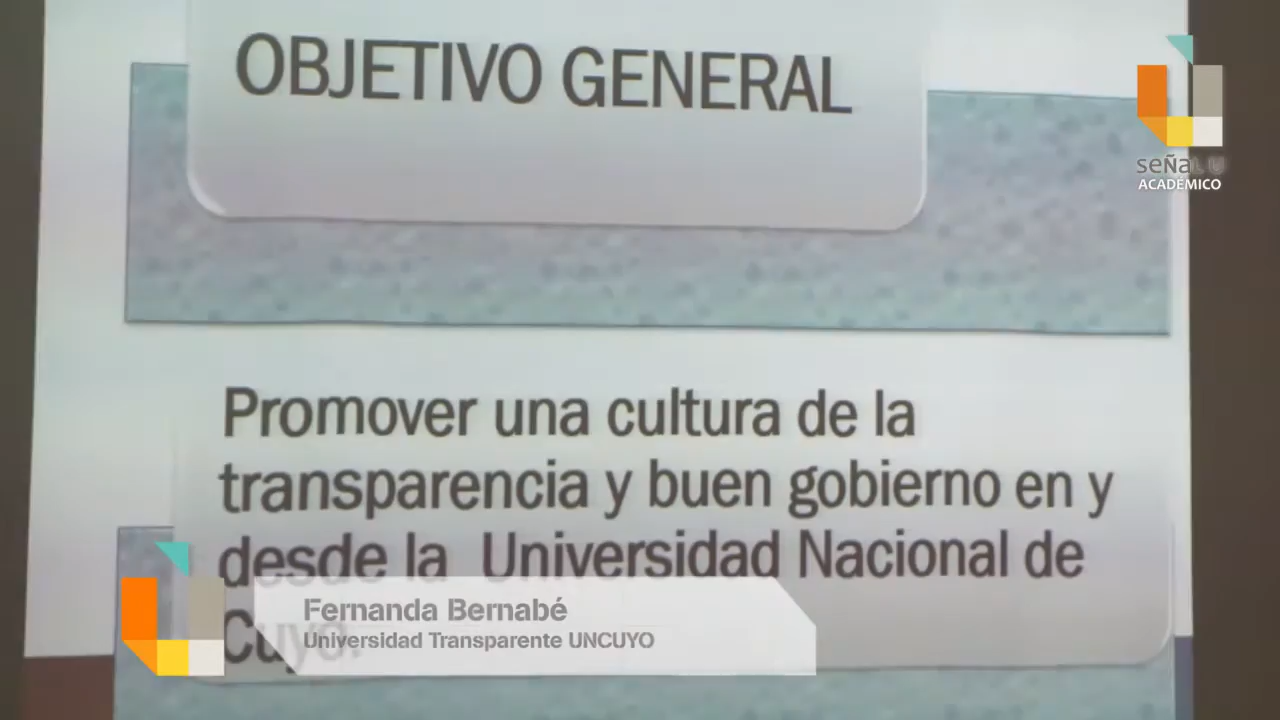 OBJETIVO GENERAL
SEÑAL U
ACADÉMICO
Promover una cultura de la
transparencia y buen gobierno en y
desde la Universidad Nacional de
Cuyo.
Fernanda Bernabé
Universidad Transparente UNCUYO